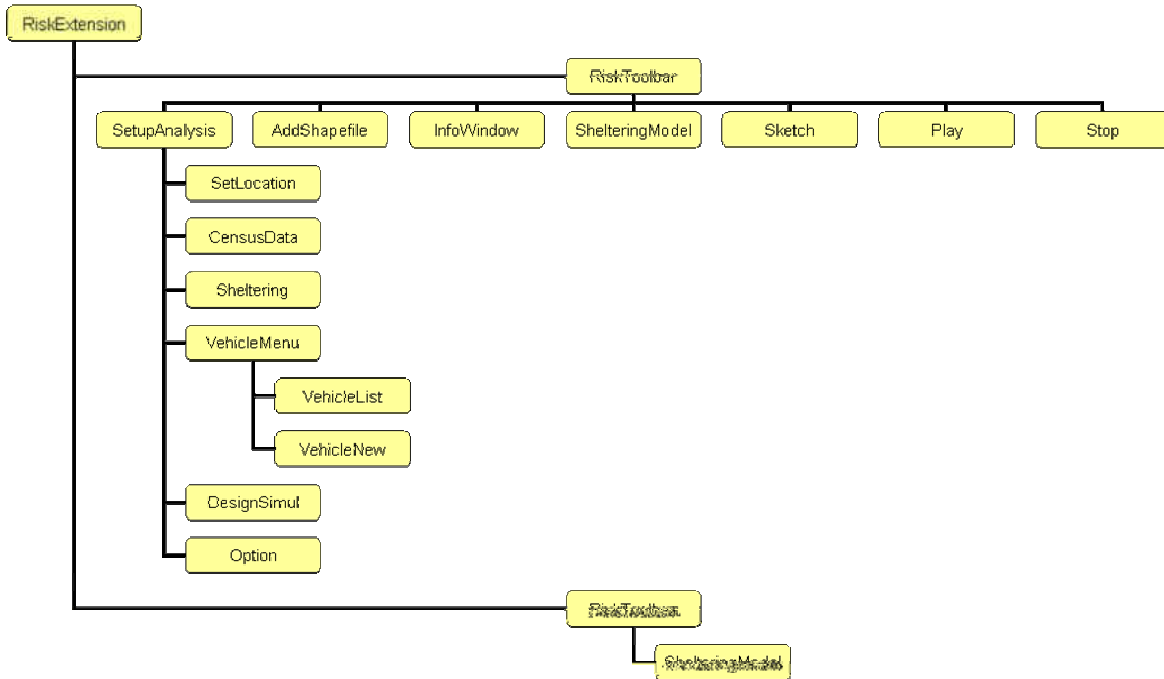 RiskExtension
RiskToolbar
SetupAnalysis
AddShapefile
InfoWindow
ShelteringModel
Sketch
Play
Stop
SetLocation
CensusData
Sheltering
VehicleMenu
VehicleList
VehicleNew
DesignSimul
Option